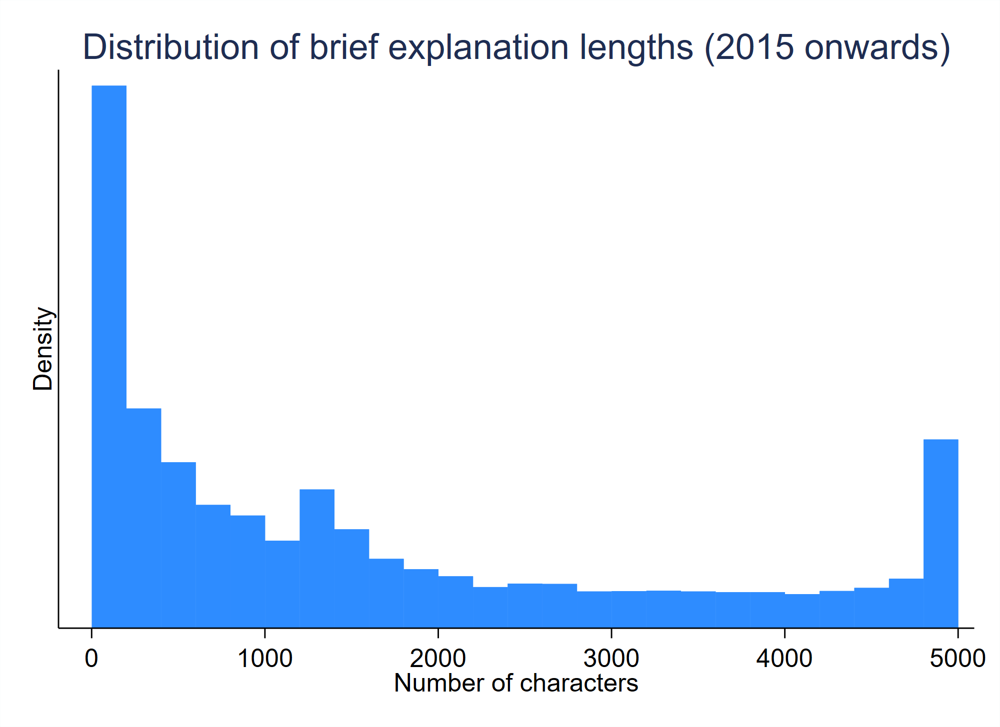 Distribution of brief explanation lengths (2015 onwards)
Density
0 1000 2000 3000 4000 5000
Number of characters